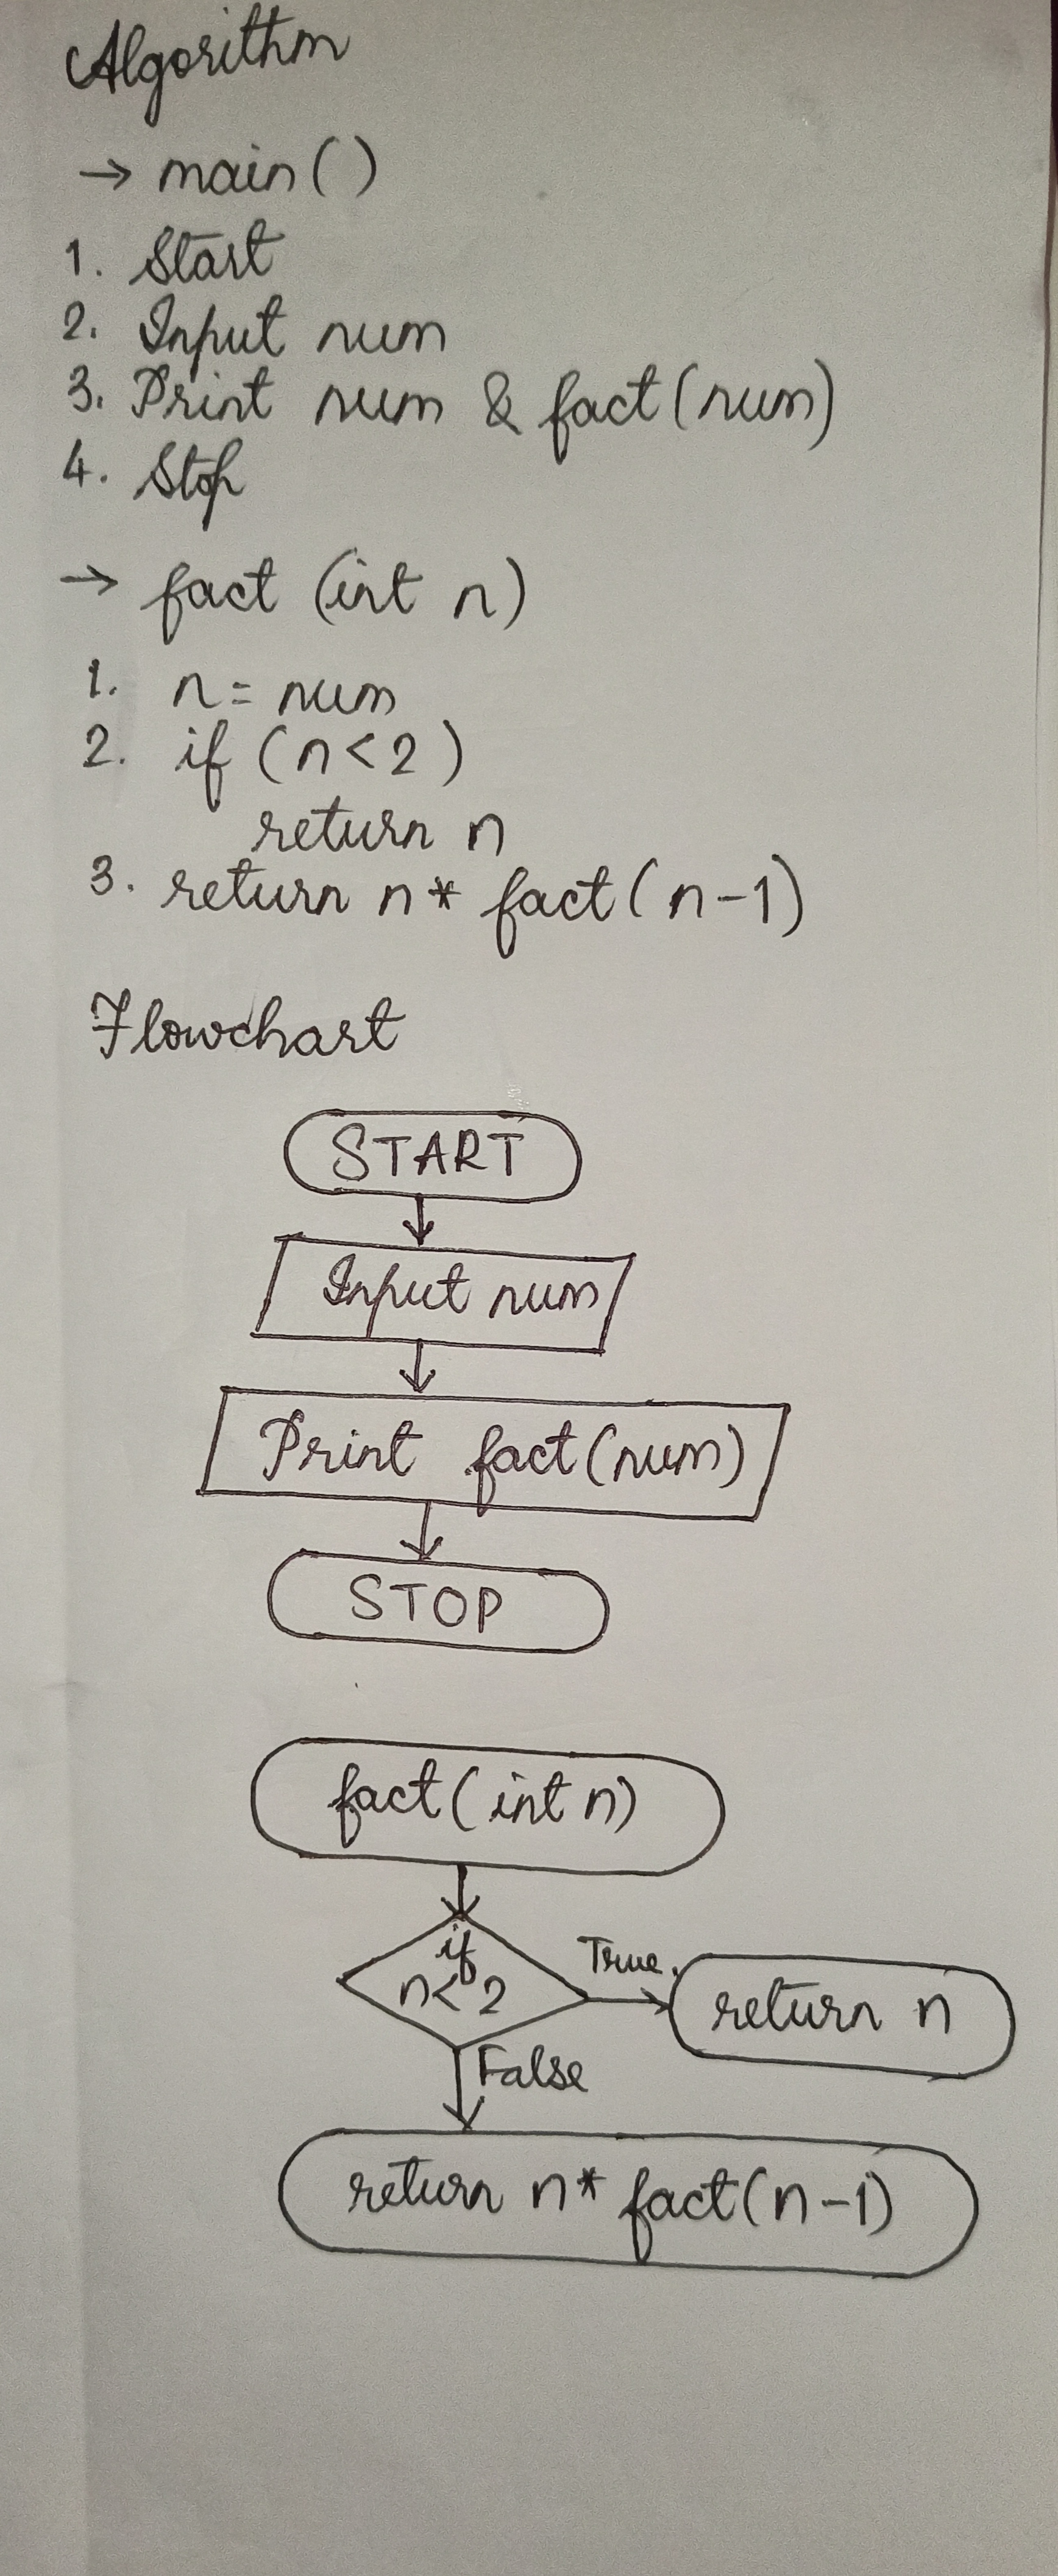 Algorithm
→ main()
1. Start
2. Input num
3. Print num & fact(num)
4. Stop
→ fact (int n)
1. n = num
2. if (n<2)
return n
3. return n* fact(n-1)
Flowchart
START
Input num
Print fact(num)
STOP
fact(int n)
if
n<2
True
return n
False
return n* fact(n-1)